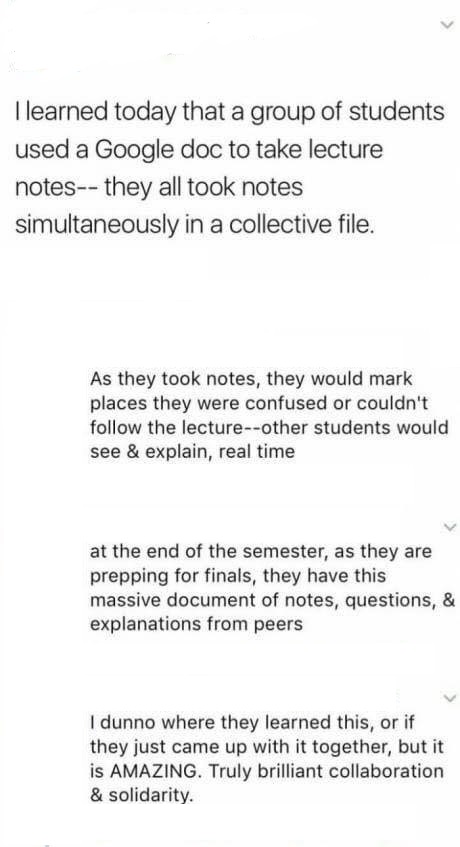 I learned today that a group of students
used a Google doc to take lecture
notes-- they all took notes
simultaneously in a collective file.
As they took notes, they would mark
places they were confused or couldn't
follow the lecture--other students would
see & explain, real time
at the end of the semester, as they are
prepping for finals, they have this
massive document of notes, questions, &
explanations from peers
I dunno where they learned this, or if
they just came up with it together, but it
is AMAZING. Truly brilliant collaboration
& solidarity.